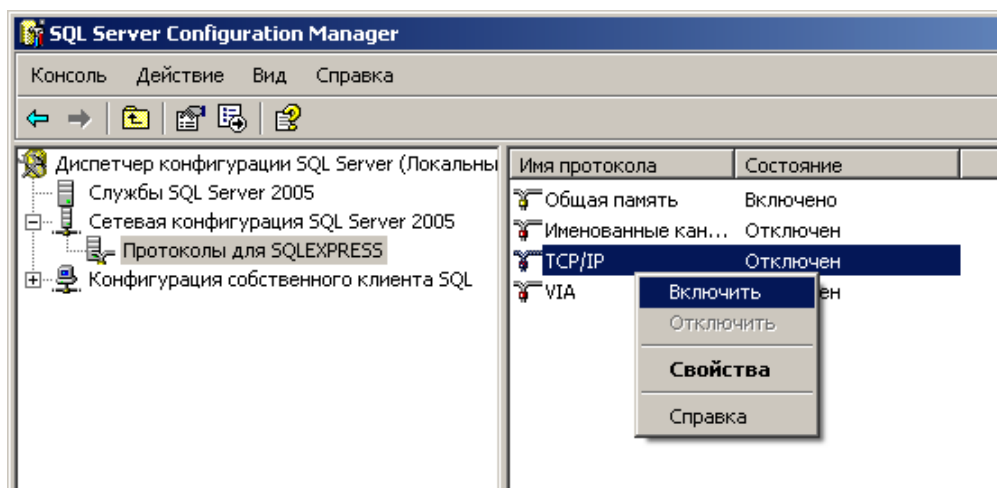 SQL Server Configuration Manager
Консоль Действие Вид Справка
Диспетчер конфигурации SQL Server (Локальны
Службы SQL Server 2005
Сетевая конфигурация SQL Server 2005
Протоколы для SQLEXPRESS
Конфигурация собственного клиента SQL
Имя протокола Состояние
Общая память Включено
Именованные кан... Отключен
TCP/IP Отключен
VIA ен
Включить
Отключить
Свойства
Справка